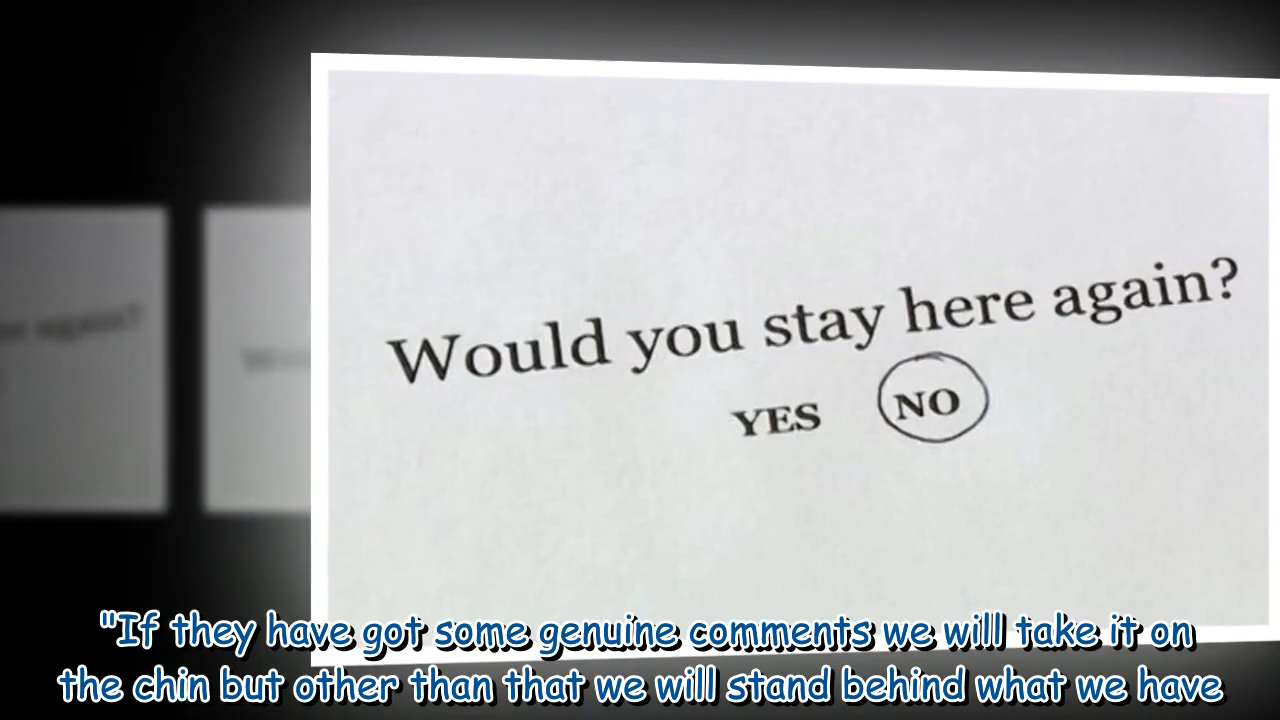 Would you stay here again?
YES NO
"If they have got some genuine comments we will take it on
the chin but other than that we will stand behind what we have